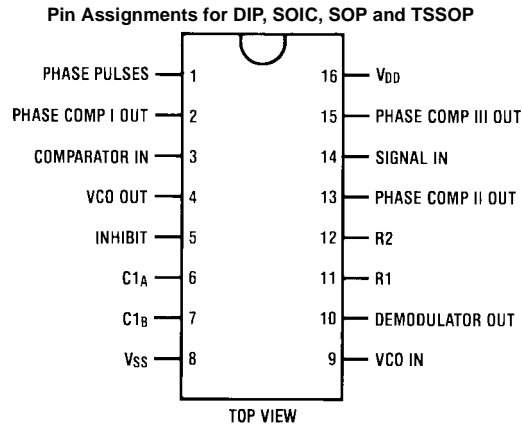 Pin Assignments for DIP, SOIC, SOP and TSSOP
PHASE PULSES 1 16 VDD
PHASE COMP I OUT 2 15 PHASE COMP III OUT
COMPARATOR IN 3 14 SIGNAL IN
VCO OUT 4 13 PHASE COMP II OUT
INHIBIT 5 12 R2
C1A 6 11 R1
C1B 7 10 DEMODULATOR OUT
VSS 8 9 VCO IN
TOP VIEW